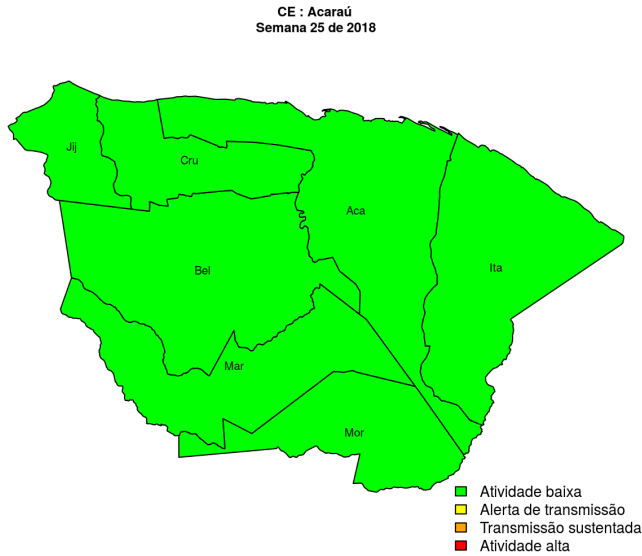 CE : Acaraú
Semana 25 de 2018
Jij
Cru
Aca
Bel
Ita
Mar
Mor
Atividade baixa
Alerta de transmissão
Transmissão sustentada
Atividade alta